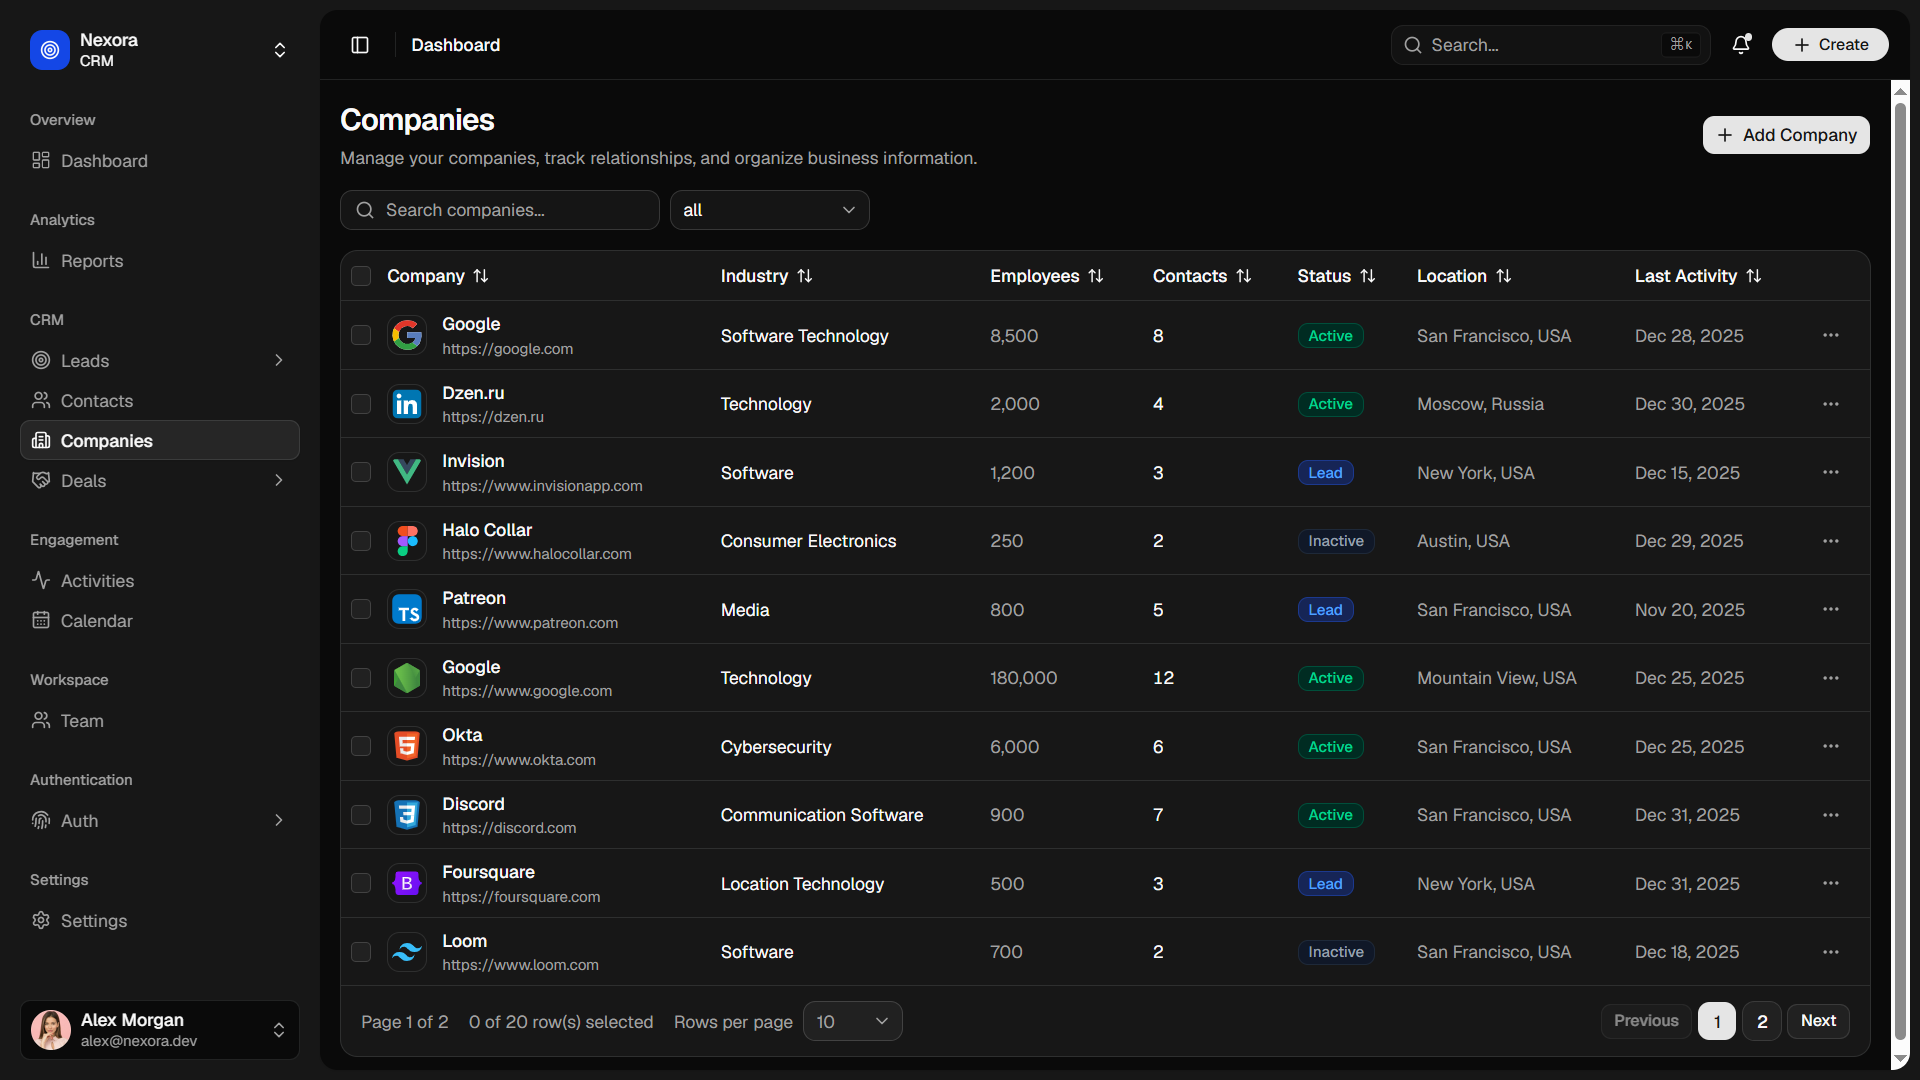 Nexora
CRM
Overview
Dashboard
Analytics
Reports
CRM
Leads
Contacts
Companies
Deals
Engagement
Activities
Calendar
Workspace
Team
Authentication
Auth
Settings
Settings
Alex Morgan
alex@nexora.dev
Dashboard
Search... ⌘K
Create
Companies
Manage your companies, track relationships, and organize business information.
Add Company
Search companies... all
Company Industry Employees Contacts Status Location Last Activity
Google
https://google.com
Software Technology 8,500 8 Active San Francisco, USA Dec 28, 2025
in
Dzen.ru
https://dzen.ru
Technology 2,000 4 Active Moscow, Russia Dec 30, 2025
Invision
https://www.invisionapp.com
Software 1,200 3 Lead New York, USA Dec 15, 2025
Halo Collar
https://www.halocollar.com
Consumer Electronics 250 2 Inactive Austin, USA Dec 29, 2025
TS
Patreon
https://www.patreon.com
Media 800 5 Lead San Francisco, USA Nov 20, 2025
Google
https://www.google.com
Technology 180,000 12 Active Mountain View, USA Dec 25, 2025
Okta
https://www.okta.com
Cybersecurity 6,000 6 Active San Francisco, USA Dec 25, 2025
Discord
https://discord.com
Communication Software 900 7 Active San Francisco, USA Dec 31, 2025
B
Foursquare
https://foursquare.com
Location Technology 500 3 Lead New York, USA Dec 31, 2025
Loom
https://www.loom.com
Software 700 2 Inactive San Francisco, USA Dec 18, 2025
Page 1 of 2 0 of 20 row(s) selected Rows per page 10 Previous 1 2 Next